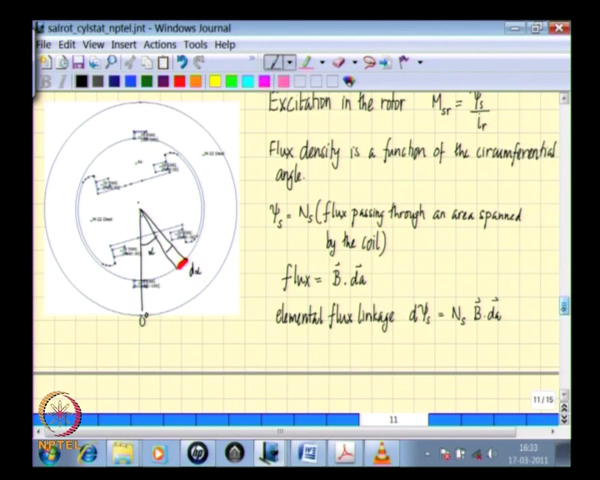 salrot_cylstat_nptel.jnt - Windows Journal
File Edit View Insert Actions Tools Help
Excitation in the rotor Msr = Ψs / ir
Flux density is a function of the circumferential
angle.
Ψs = Ns (flux passing through an area spanned
by the coil)
flux = B⃗ . da⃗
elemental flux linkage dΨs = Ns B⃗ . da⃗
α
dα
0°
11 / 15
11
NPTEL
16:33
17-03-2011